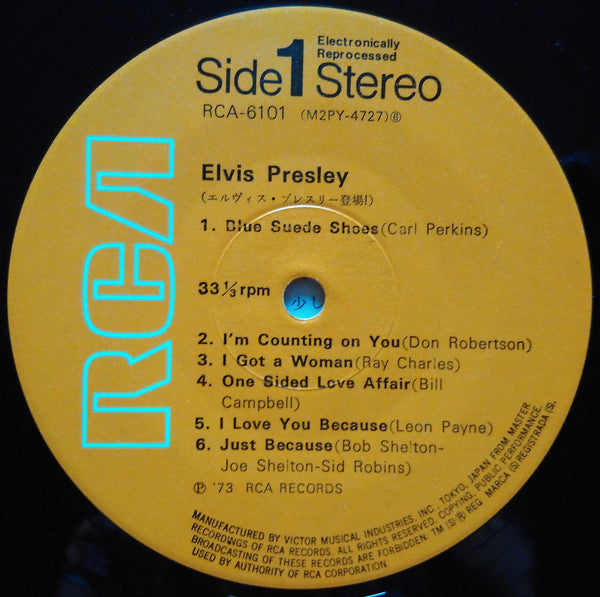 Electronically
Reprocessed
Side 1 Stereo
RCA-6101 (M2PY-4727)Ⓑ
RCA
Elvis Presley
(エルヴィス・プレスリー登場!)
1. Blue Suede Shoes(Carl Perkins)
33⅓rpm
少し
2. I'm Counting on You(Don Robertson)
3. I Got a Woman(Ray Charles)
4. One Sided Love Affair(Bill
Campbell)
5. I Love You Because(Leon Payne)
6. Just Because(Bob Shelton-
Joe Shelton-Sid Robins)
Ⓟ '73 RCA RECORDS
MANUFACTURED BY VICTOR MUSICAL INDUSTRIES, INC. TOKYO, JAPAN FROM MASTER
RECORDINGS OF RCA RECORDS. ALL RIGHTS RESERVED. COPYING, PUBLIC PERFORMANCE,
BROADCASTING OF THESE RECORDS ARE FORBIDDEN. TM(S) ® REG MARCA(S) REGISTRADA(S).
USED BY AUTHORITY OF RCA CORPORATION.